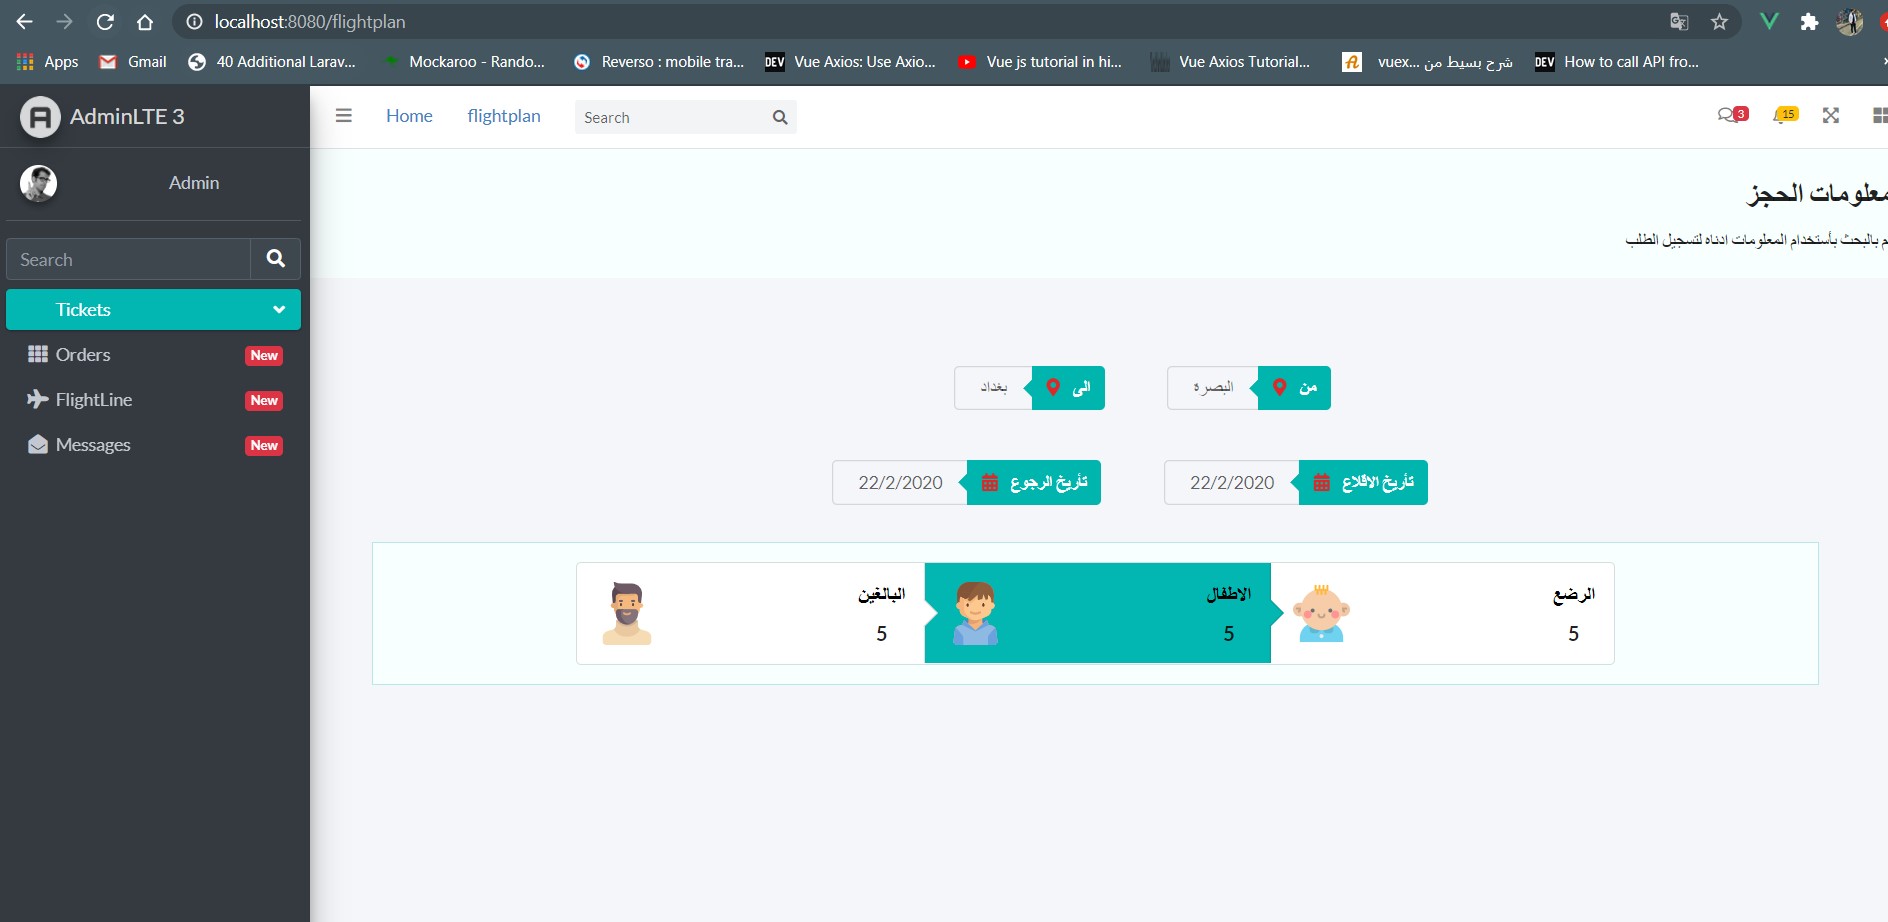 localhost:8080/flightplan
Apps
Gmail
40 Additional Larav...
Mockaroo - Rando...
Reverso : mobile tra...
DEV
Vue Axios: Use Axio...
Vue js tutorial in hi...
Vue Axios Tutorial...
شرح بسيط من ...vuex
DEV
How to call API fro...
AdminLTE 3
Home
flightplan
Search
3
15
Admin
معلومات الحجز
بالبحث بأستخدام المعلومات ادناه لتسجيل الطلب
Search
Tickets
Orders
New
FlightLine
New
Messages
New
من
البصرة
الى
بغداد
تأريخ الاقلاع
22/2/2020
تأريخ الرجوع
22/2/2020
الرضع
5
الاطفال
5
البالغين
5